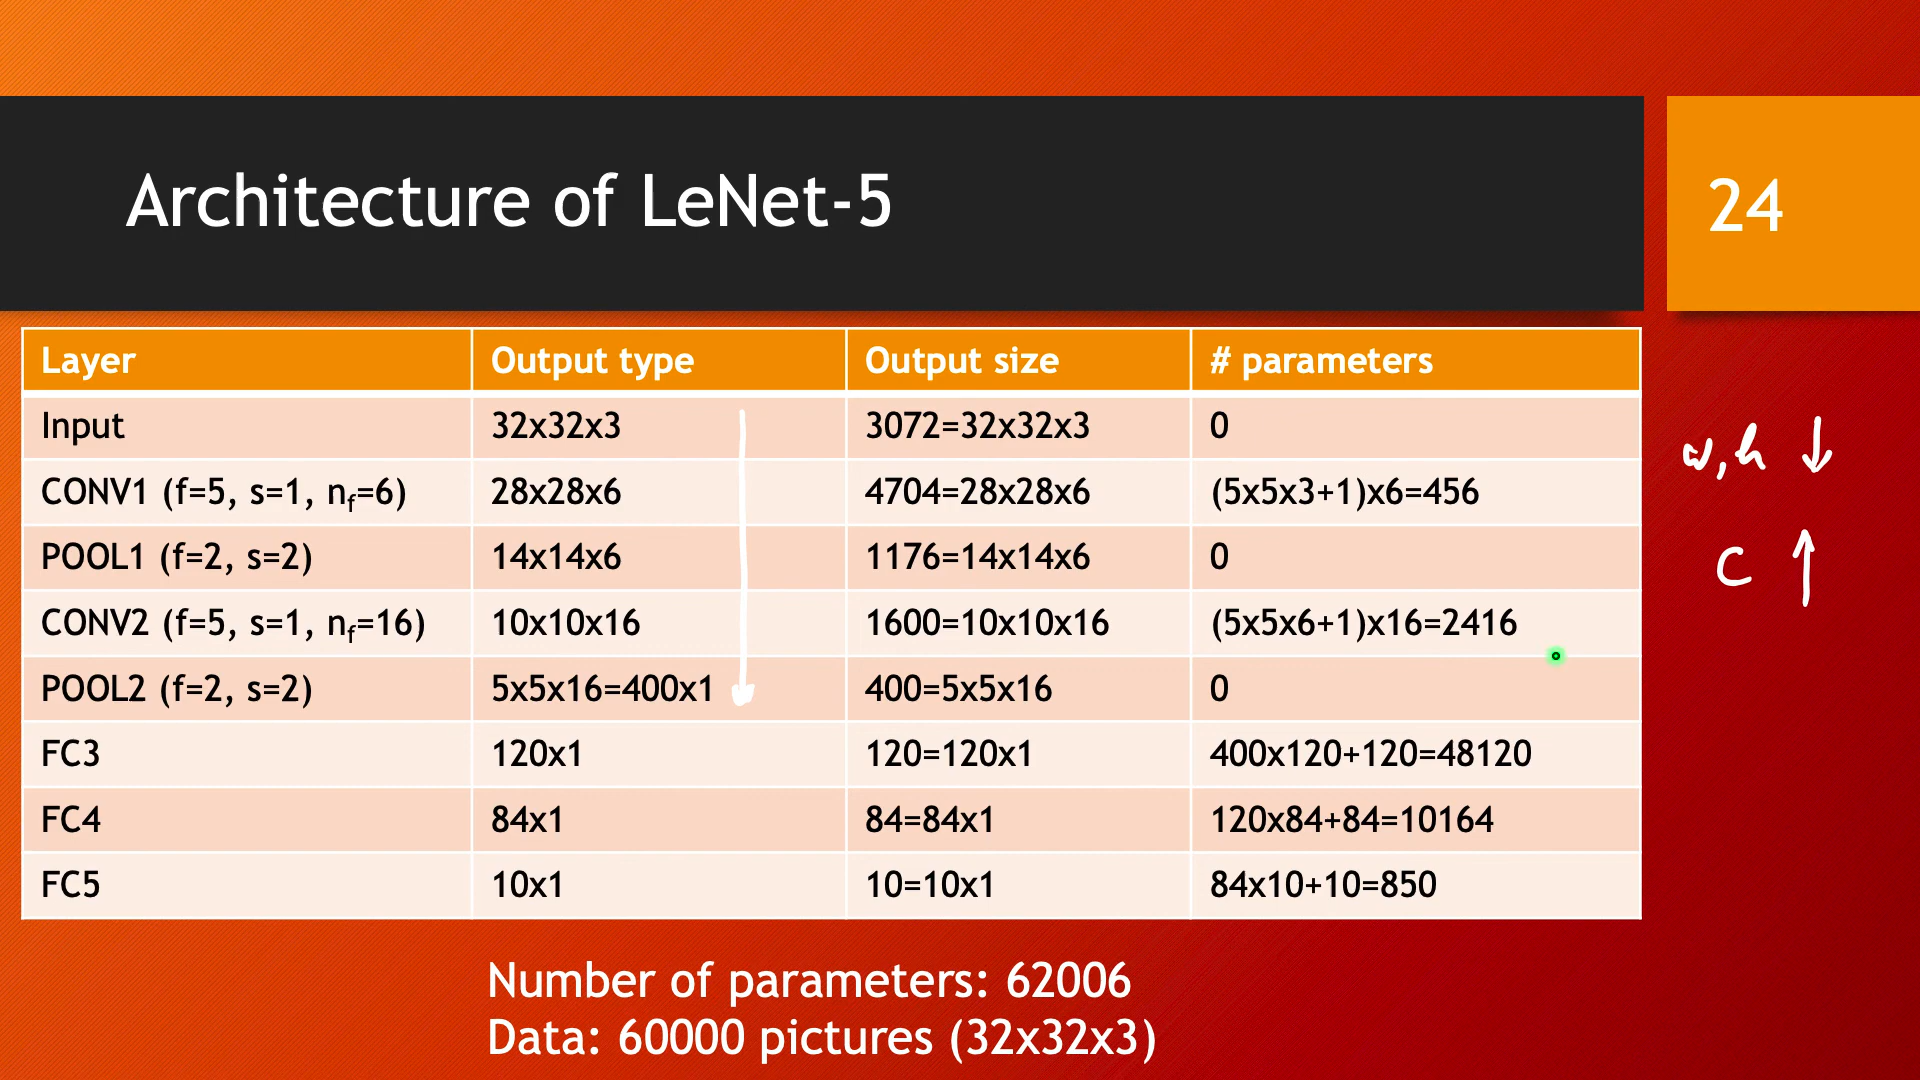 Architecture of LeNet-5
24
Layer Output type Output size # parameters
Input 32x32x3 3072=32x32x3 0
CONV1 (f=5, s=1, nf=6) 28x28x6 4704=28x28x6 (5x5x3+1)x6=456
POOL1 (f=2, s=2) 14x14x6 1176=14x14x6 0
CONV2 (f=5, s=1, nf=16) 10x10x16 1600=10x10x16 (5x5x6+1)x16=2416
POOL2 (f=2, s=2) 5x5x16=400x1 400=5x5x16 0
FC3 120x1 120=120x1 400x120+120=48120
FC4 84x1 84=84x1 120x84+84=10164
FC5 10x1 10=10x1 84x10+10=850
w,h ↓
C ↑
Number of parameters: 62006
Data: 60000 pictures (32x32x3)